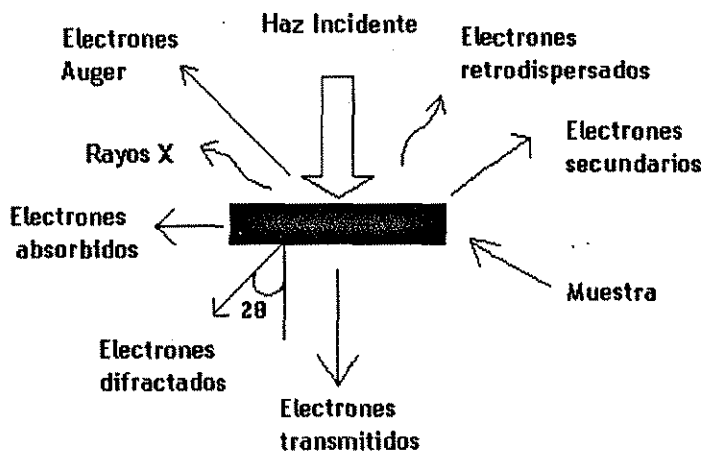 Haz Incidente
Electrones
Auger
Electrones
retrodispersados
Rayos X
Electrones
secundarios
Electrones
absorbidos
Muestra
2θ
Electrones
difractados
Electrones
transmitidos